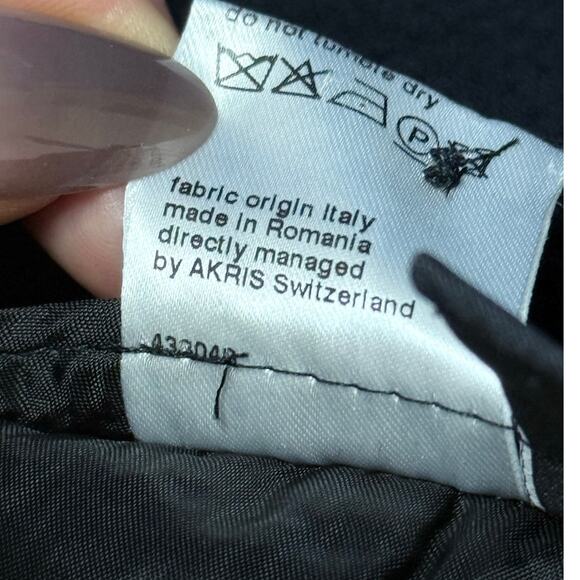 do not tumble dry
P
fabric origin Italy
made in Romania
directly managed
by AKRIS Switzerland